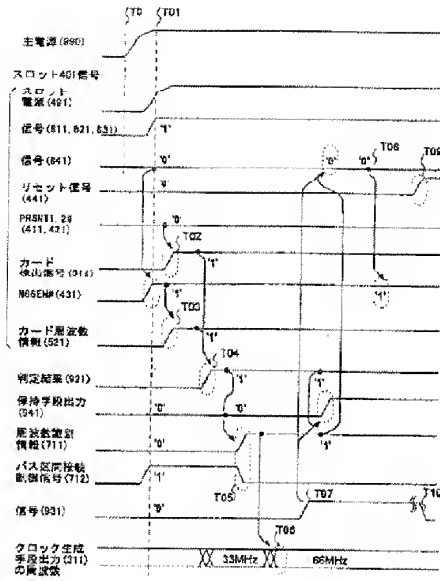 T0 T01
主電源(990)
スロット401信号
スロット
電源(491)
信号(611,621,631) "1"
信号(641) "0" "0" "0" T08 T09
リセット信号
(441) "0"
PRSNT1,2#
(411,421) "0"
T02
カード
検出信号 "1"
M66EN#(431) "1" "1"
T03
カード周波数
情報(521) "1"
T04
判定結果(921) "1" "1"
保持手段出力
(941) "0" "0"
周波数識別
情報(711) "0" "1"
バス区間接続
制御信号(712) "1"
T05 T07 T10
信号(931) "0"
T06
クロック生成
手段出力(311)
の周波数 33MHz 66MHz